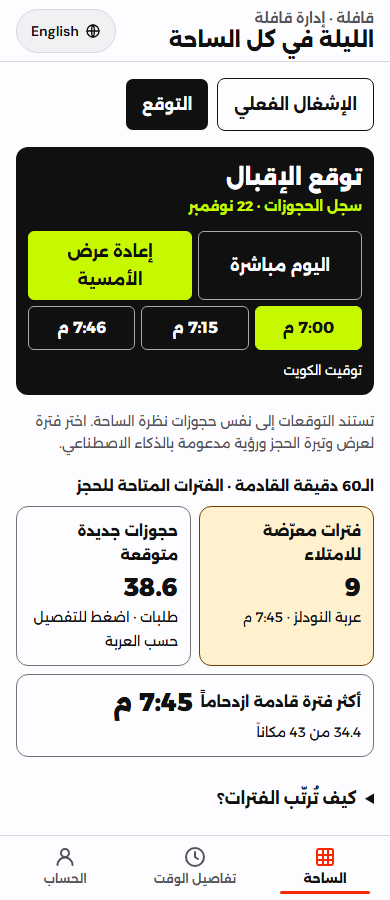 قافلة · إدارة قافلة
الليلة في كل الساحة
English
الإشغال الفعلي
التوقع
توقع الإقبال
سجل الحجوزات · 22 نوفمبر
اليوم مباشرة
إعادة عرض
الأمسية
7:00 م
7:15 م
7:46 م
توقيت الكويت
تستند التوقعات إلى نفس حجوزات نظرة الساحة. اختر فترة
لعرض وتيرة الحجز ورؤية مدعومة بالذكاء الاصطناعي.
الـ60 دقيقة القادمة · الفترات المتاحة للحجز
فترات معرّضة
للامتلاء
9
عربة النودلز · 7:45 م
حجوزات جديدة
متوقعة
38.6
طلبات · اضغط للتفصيل
حسب العربة
أكثر فترة قادمة ازدحاماً 7:45 م
34.4 من 43 مكاناً
كيف تُرتّب الفترات؟
الساحة
تفاصيل الوقت
الحساب